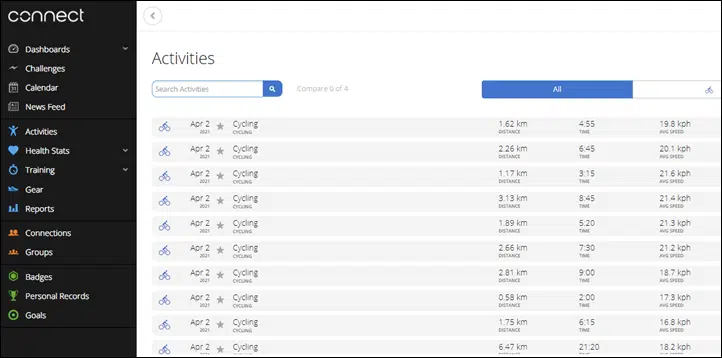 connect
Dashboards
Challenges
Calendar
News Feed
Activities
Health Stats
Training
Gear
Reports
Connections
Groups
Badges
Personal Records
Goals
Activities
Search Activities
Compare 0 of 4
All
Apr 2 Cycling 1.62 km 4:55 19.8 kph
2021 CYCLING DISTANCE TIME AVG SPEED
Apr 2 Cycling 2.26 km 6:45 20.1 kph
2021 CYCLING DISTANCE TIME AVG SPEED
Apr 2 Cycling 1.17 km 3:15 21.6 kph
2021 CYCLING DISTANCE TIME AVG SPEED
Apr 2 Cycling 3.13 km 8:45 21.4 kph
2021 CYCLING DISTANCE TIME AVG SPEED
Apr 2 Cycling 1.89 km 5:20 21.3 kph
2021 CYCLING DISTANCE TIME AVG SPEED
Apr 2 Cycling 2.66 km 7:30 21.2 kph
2021 CYCLING DISTANCE TIME AVG SPEED
Apr 2 Cycling 2.81 km 9:00 18.7 kph
2021 CYCLING DISTANCE TIME AVG SPEED
Apr 2 Cycling 0.58 km 2:00 17.3 kph
2021 CYCLING DISTANCE TIME AVG SPEED
Apr 2 Cycling 1.75 km 6:15 16.8 kph
2021 CYCLING DISTANCE TIME AVG SPEED
Apr 2 Cycling 6.47 km 21:20 18.2 kph